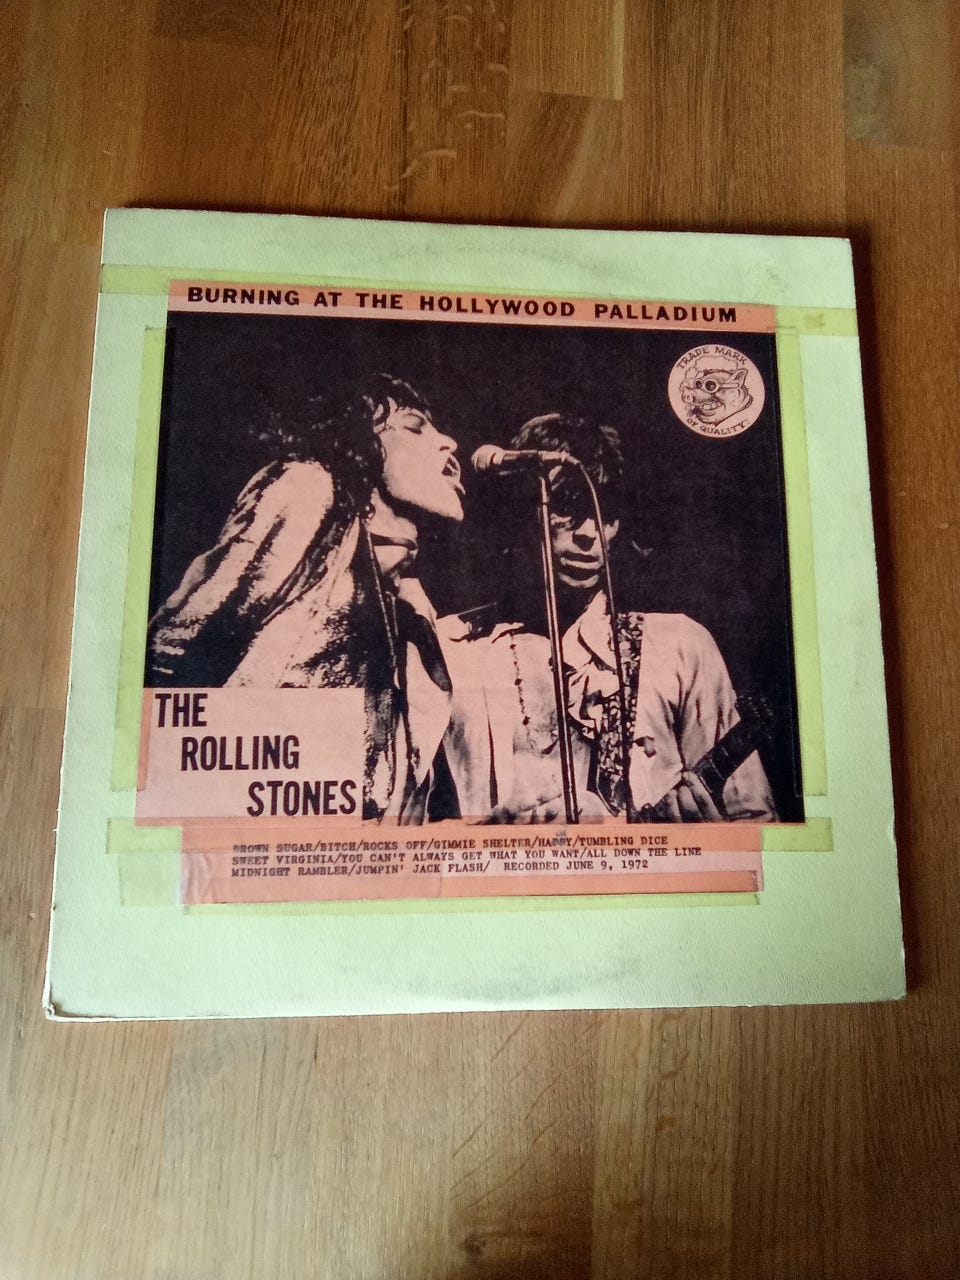 BURNING AT THE HOLLYWOOD PALLADIUM
TRADE MARK
OF QUALITY
THE
ROLLING
STONES
BROWN SUGAR/BITCH/ROCKS OFF/GIMMIE SHELTER/HAPPY/TUMBLING DICE
SWEET VIRGINIA/YOU CAN'T ALWAYS GET WHAT YOU WANT/ALL DOWN THE LINE
MIDNIGHT RAMBLER/JUMPIN' JACK FLASH/ RECORDED JUNE 9, 1972